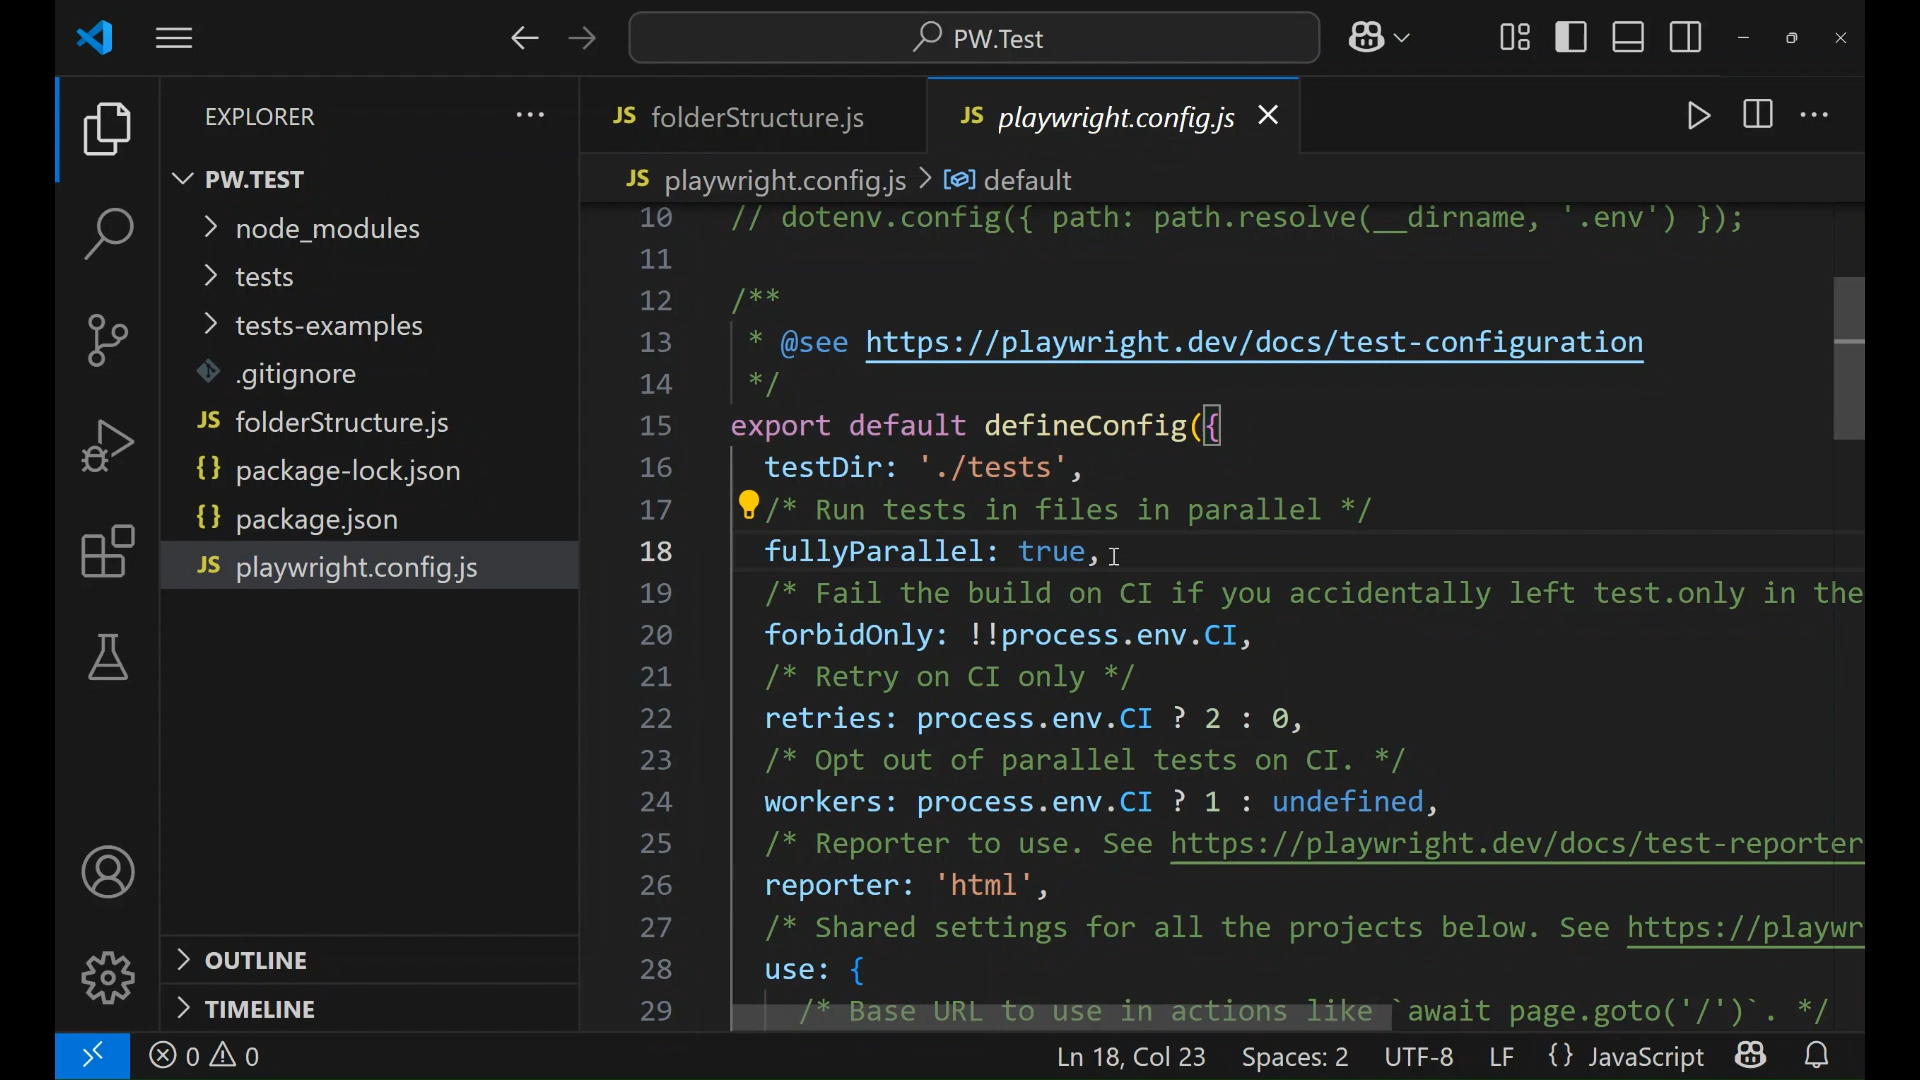 PW.Test
EXPLORER
PW.TEST
node_modules
tests
tests-examples
.gitignore
JS folderStructure.js
{} package-lock.json
{} package.json
JS playwright.config.js
OUTLINE
TIMELINE
JS folderStructure.js
JS playwright.config.js
JS playwright.config.js > default
10 // dotenv.config({ path: path.resolve(__dirname, '.env') });
11
12 /**
13 * @see https://playwright.dev/docs/test-configuration
14 */
15 export default defineConfig({
16 testDir: './tests',
17 /* Run tests in files in parallel */
18 fullyParallel: true,
19 /* Fail the build on CI if you accidentally left test.only in the
20 forbidOnly: !!process.env.CI,
21 /* Retry on CI only */
22 retries: process.env.CI ? 2 : 0,
23 /* Opt out of parallel tests on CI. */
24 workers: process.env.CI ? 1 : undefined,
25 /* Reporter to use. See https://playwright.dev/docs/test-reporter
26 reporter: 'html',
27 /* Shared settings for all the projects below. See https://playwr
28 use: {
29 /* Base URL to use in actions like `await page.goto('/')`. */
0 0
Ln 18, Col 23 Spaces: 2 UTF-8 LF {} JavaScript